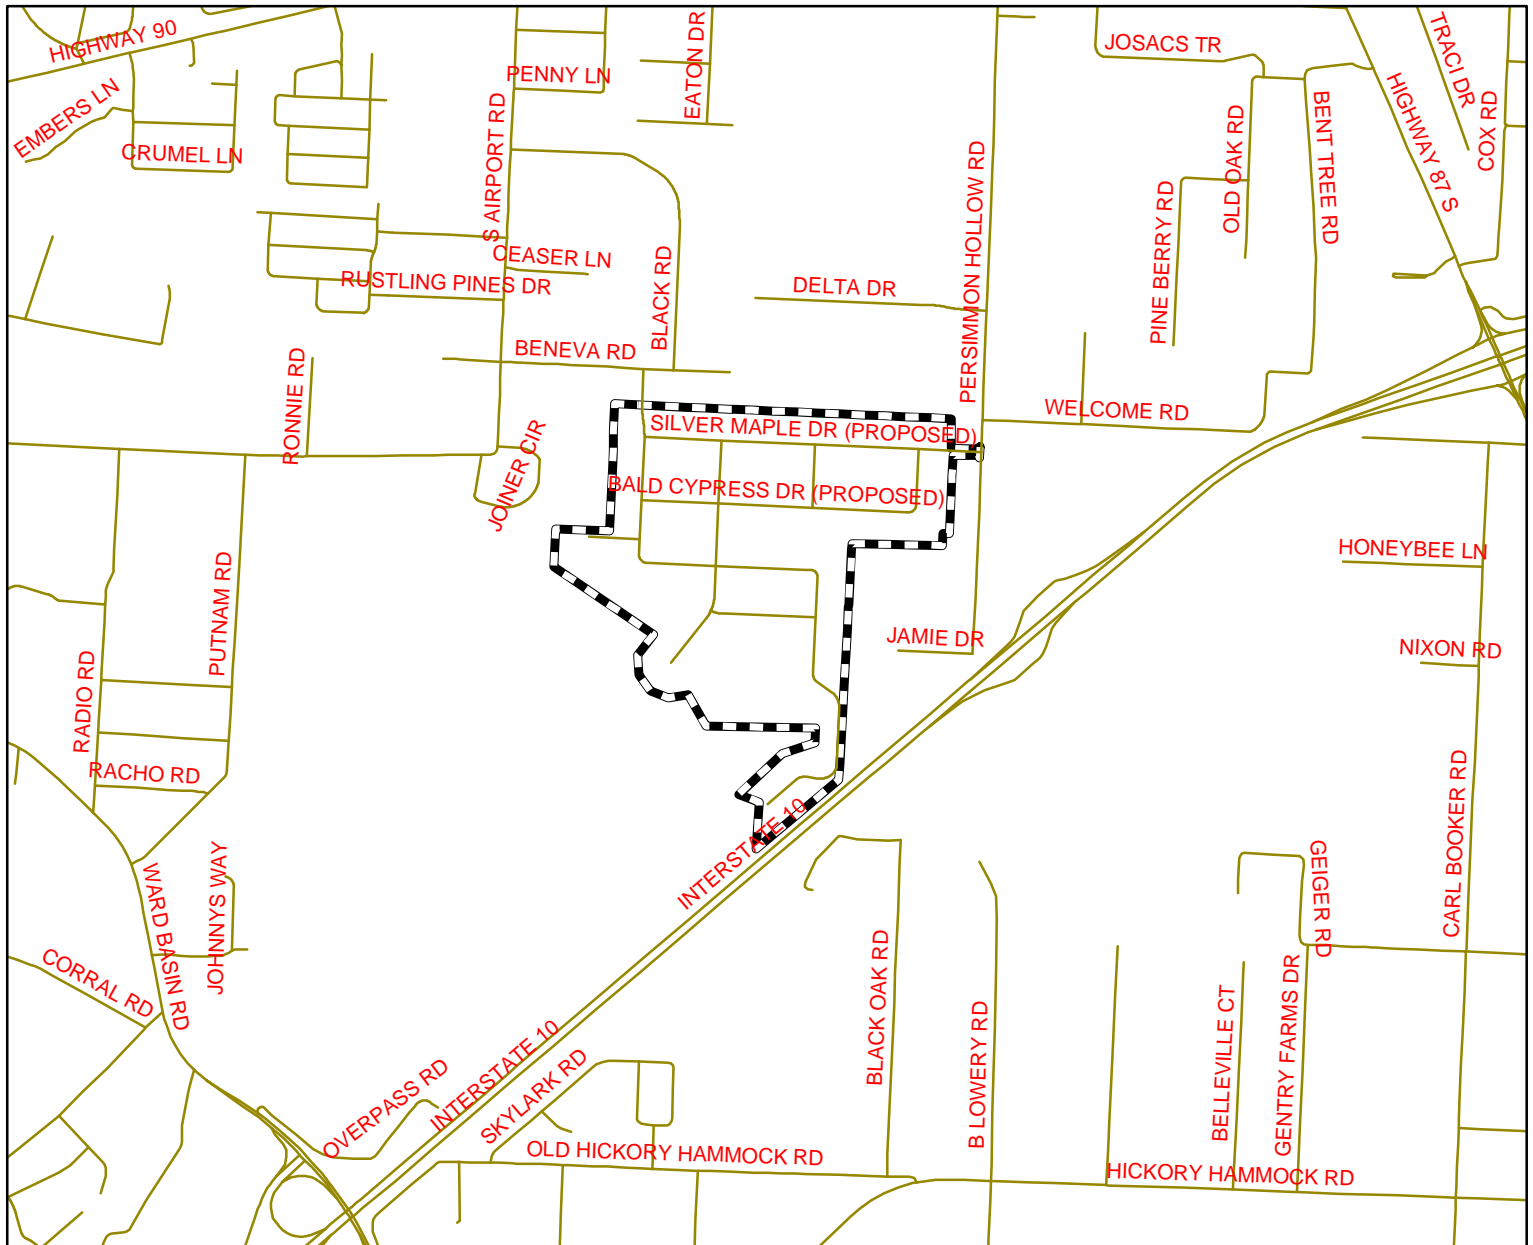 HIGHWAY 90
EMBERS LN
CRUMEL LN
PENNY LN
EATON DR
S AIRPORT RD
JOSACS TR
TRACI DR
COX RD
HIGHWAY 87 S
BENT TREE RD
OLD OAK RD
PINE BERRY RD
PERSIMMON HOLLOW RD
CEASER LN
RUSTLING PINES DR
BLACK RD
DELTA DR
BENEVA RD
RONNIE RD
WELCOME RD
SILVER MAPLE DR (PROPOSED)
JOINER CIR
BALD CYPRESS DR (PROPOSED)
HONEYBEE LN
PUTNAM RD
JAMIE DR
NIXON RD
RADIO RD
RACHO RD
CARL BOOKER RD
INTERSTATE 10
JOHNNYS WAY
WARD BASIN RD
CORRAL RD
GEIGER RD
BLACK OAK RD
B LOWERY RD
BELLEVILLE CT
GENTRY FARMS DR
OVERPASS RD
INTERSTATE 10
SKYLARK RD
OLD HICKORY HAMMOCK RD
HICKORY HAMMOCK RD